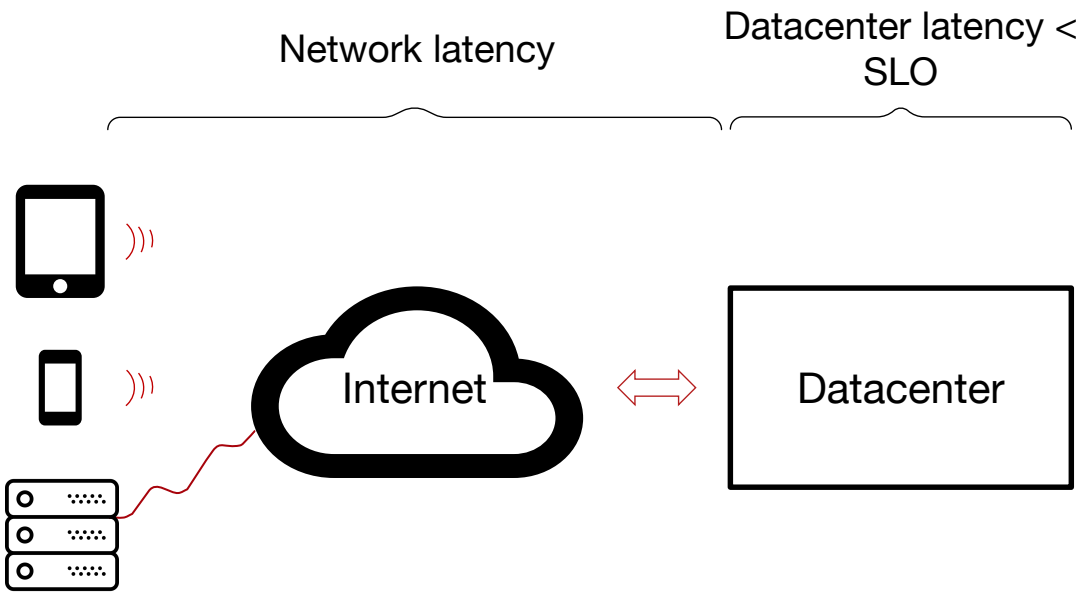 Network latency
Datacenter latency <
SLO
Internet
Datacenter